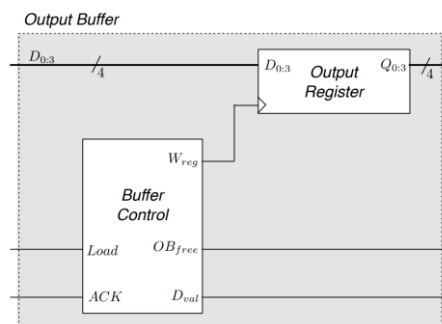 Output Buffer
D0:3
4
D0:3
Q0:3
4
Output
Register
Wreg
Buffer
Control
Load
OBfree
ACK
Dval